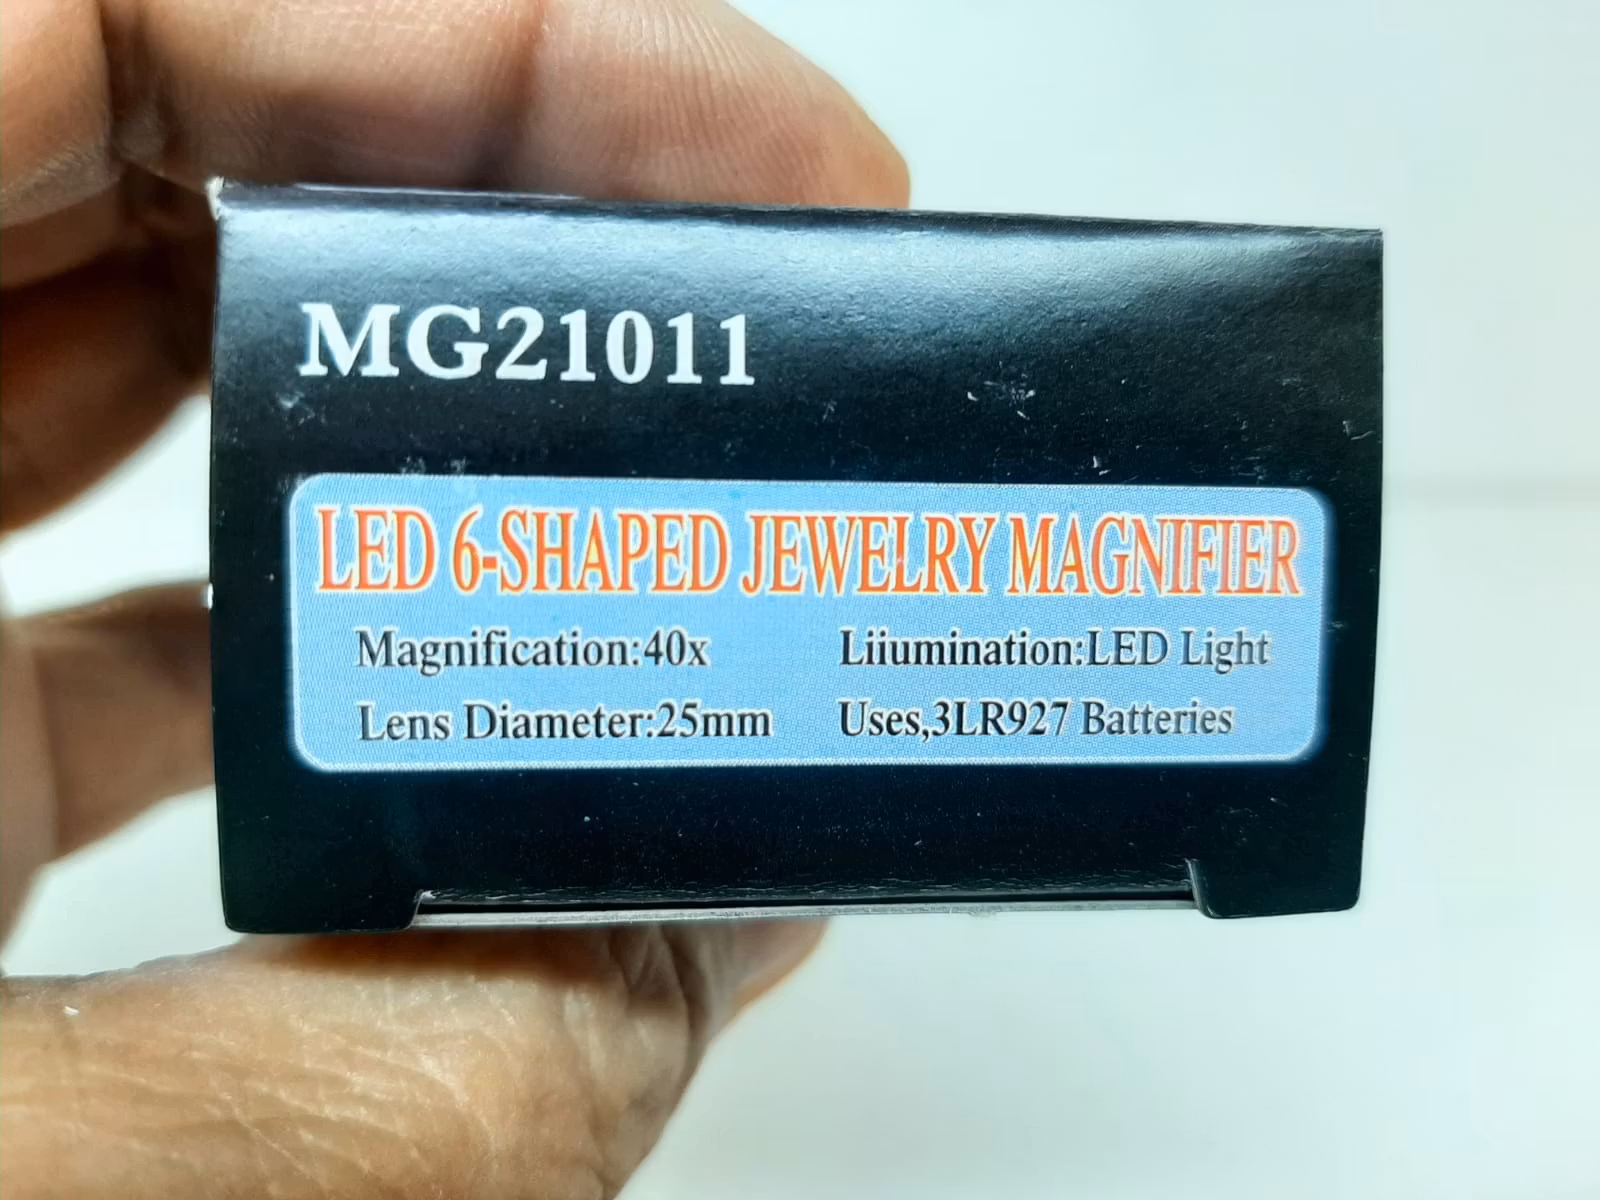 MG21011
LED 6-SHAPED JEWELRY MAGNIFIER
Magnification:40x
Liiumination:LED Light
Lens Diameter:25mm
Uses,3LR927 Batteries